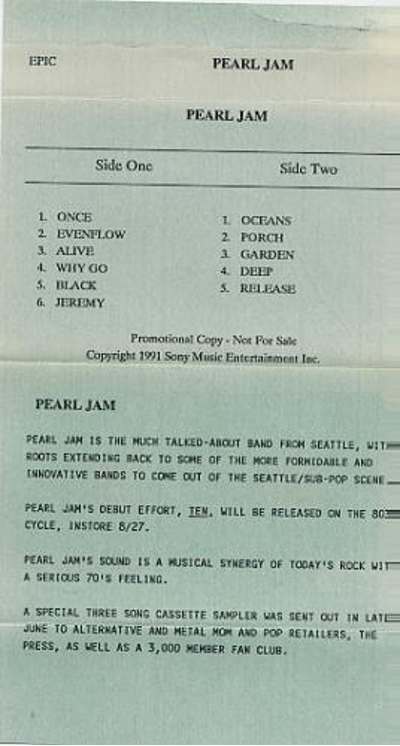 EPIC PEARL JAM
PEARL JAM
Side One Side Two
1. ONCE
2. EVENFLOW
3. ALIVE
4. WHY GO
5. BLACK
6. JEREMY
1. OCEANS
2. PORCH
3. GARDEN
4. DEEP
5. RELEASE
Promotional Copy - Not For Sale
Copyright 1991 Sony Music Entertainment Inc.
PEARL JAM
PEARL JAM IS THE MUCH TALKED-ABOUT BAND FROM SEATTLE, WIT
ROOTS EXTENDING BACK TO SOME OF THE MORE FORMIDABLE AND
INNOVATIVE BANDS TO COME OUT OF THE SEATTLE/SUB-POP SCENE
PEARL JAM'S DEBUT EFFORT, TEN, WILL BE RELEASED ON THE 803
CYCLE, INSTORE 8/27.
PEARL JAM'S SOUND IS A MUSICAL SYNERGY OF TODAY'S ROCK WIT
A SERIOUS 70'S FEELING.
A SPECIAL THREE SONG CASSETTE SAMPLER WAS SENT OUT IN LATE
JUNE TO ALTERNATIVE AND METAL MOM AND POP RETAILERS, THE
PRESS, AS WELL AS A 3,000 MEMBER FAN CLUB.